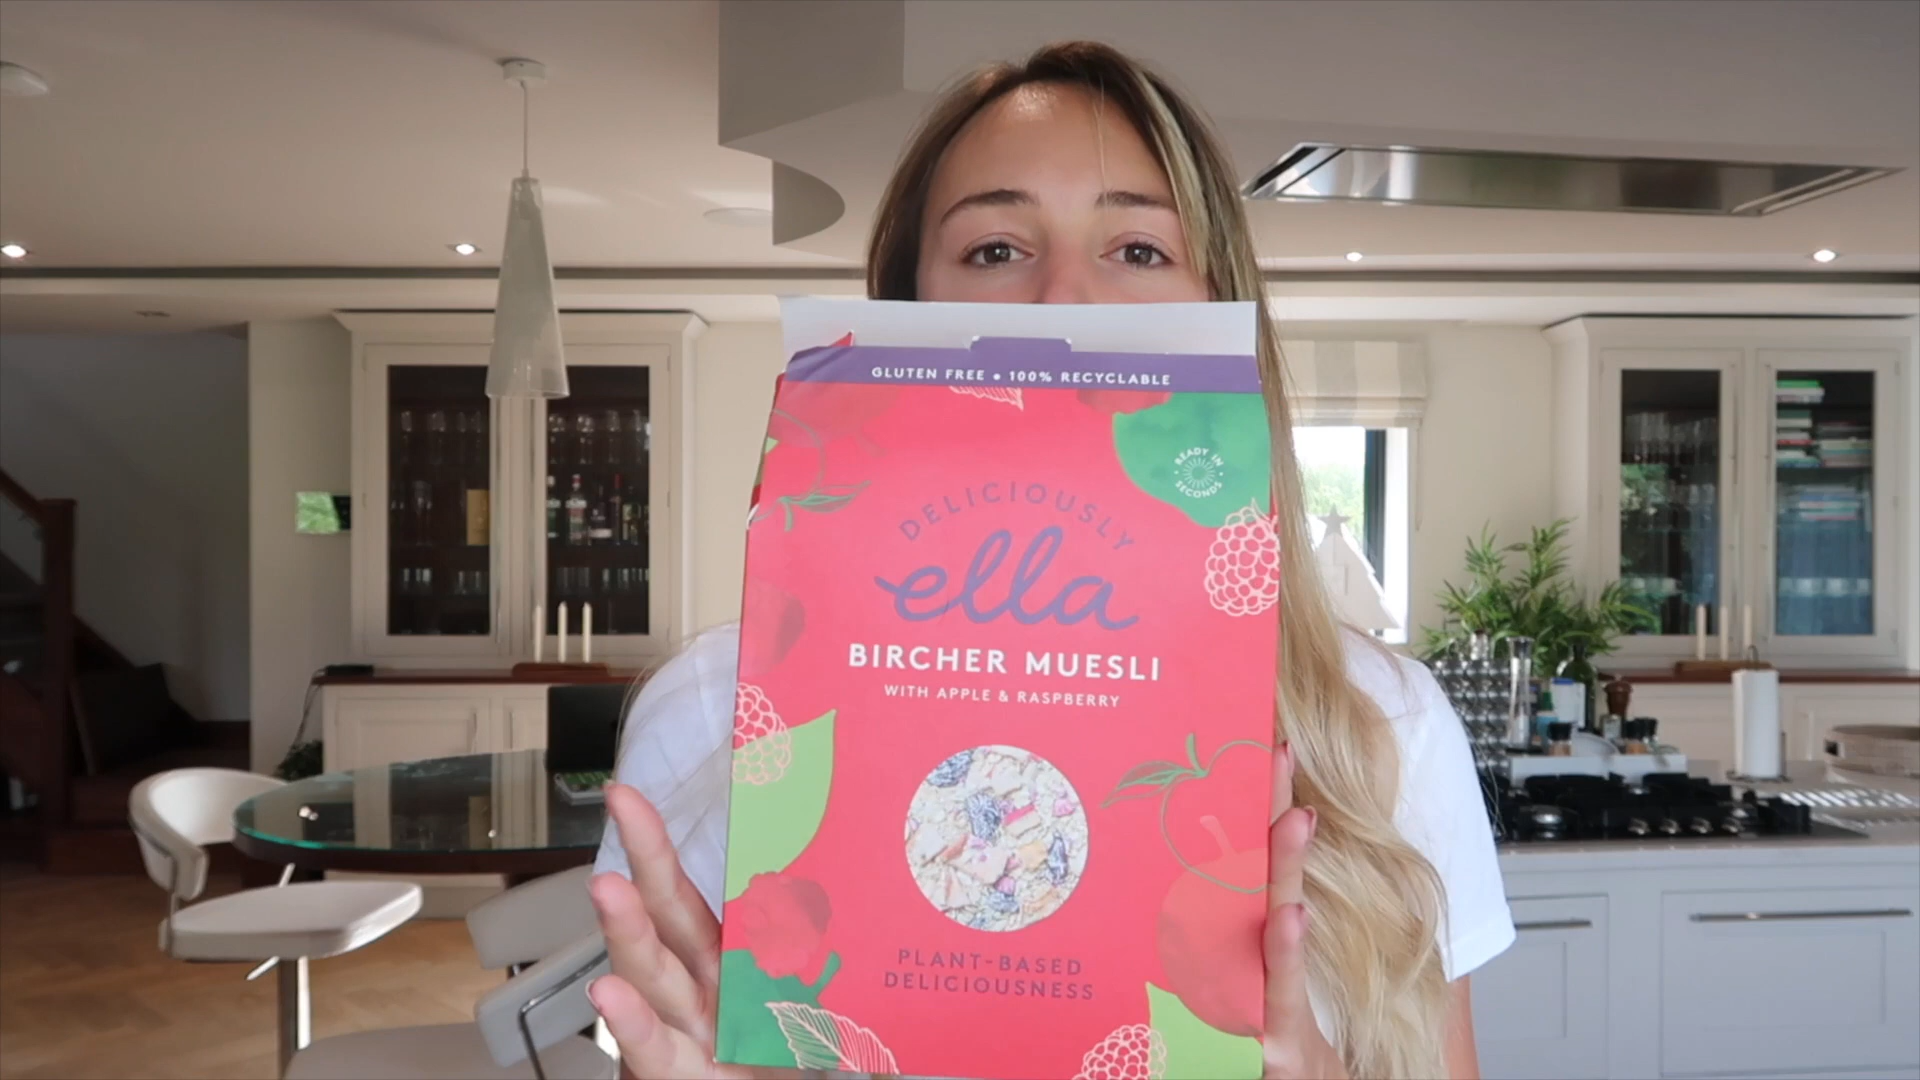 GLUTEN FREE • 100% RECYCLABLE
READY IN
SECONDS
DELICIOUSLY
ella
BIRCHER MUESLI
WITH APPLE & RASPBERRY
PLANT-BASED
DELICIOUSNESS